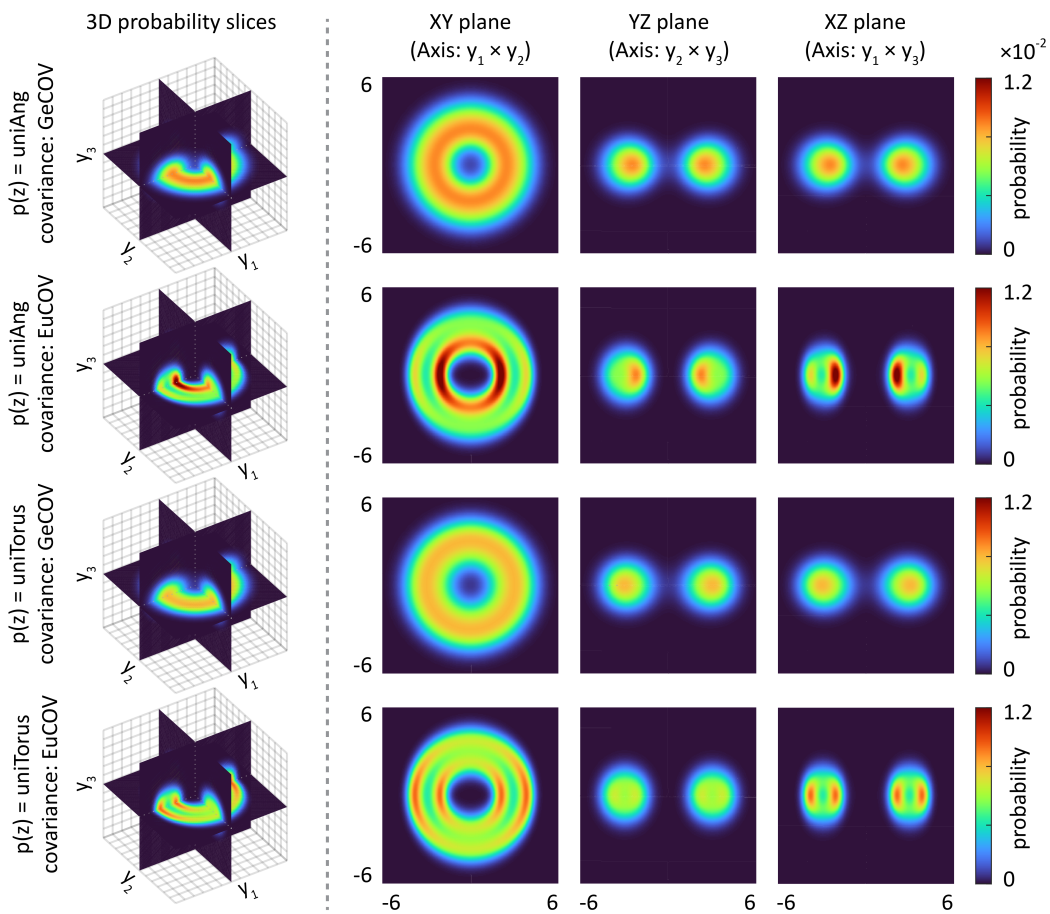 3D probability slices
XY plane
(Axis: y₁ × y₂)
YZ plane
(Axis: y₂ × y₃)
XZ plane
(Axis: y₁ × y₃)
×10⁻²
p(z) = uniAng
covariance: GeCOV
y₃
y₂
y₁
6
-6
1.2
probability
0
p(z) = uniAng
covariance: EuCOV
y₃
y₂
y₁
6
-6
1.2
probability
0
p(z) = uniTorus
covariance: GeCOV
y₃
y₂
y₁
6
-6
1.2
probability
0
p(z) = uniTorus
covariance: EuCOV
y₃
y₂
y₁
6
-6
1.2
probability
0
-6
6
-6
6